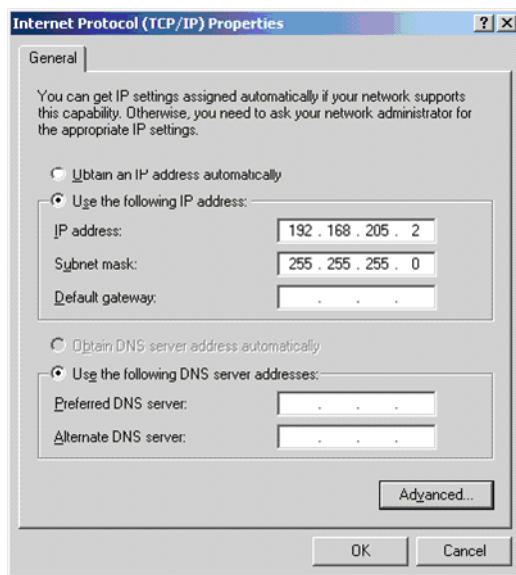 Internet Protocol (TCP/IP) Properties
General
You can get IP settings assigned automatically if your network supports
this capability. Otherwise, you need to ask your network administrator for
the appropriate IP settings.
Obtain an IP address automatically
Use the following IP address:
IP address: 192 . 168 . 205 . 2
Subnet mask: 255 . 255 . 255 . 0
Default gateway: . . .
Obtain DNS server address automatically
Use the following DNS server addresses:
Preferred DNS server: . . .
Alternate DNS server: . . .
Advanced...
OK Cancel